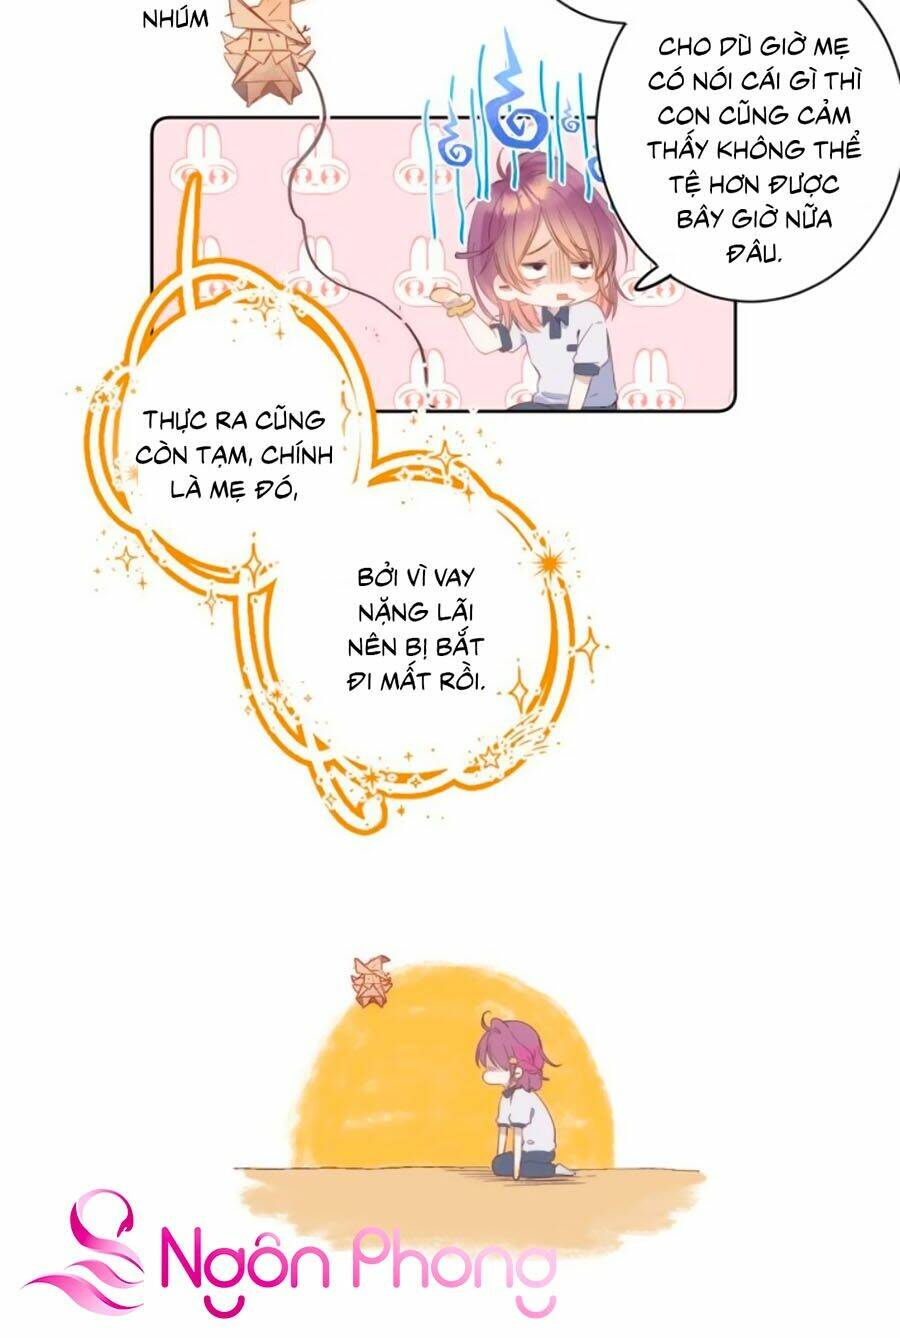 NHÚM
CHO DÙ GIỜ MẸ
CÓ NÓI CÁI GÌ THÌ
CON CŨNG CẢM
THẤY KHÔNG THỂ
TỆ HƠN ĐƯỢC
BÂY GIỜ NỮA
ĐÂU.
THỰC RA CŨNG
CÒN TẠM, CHÍNH
LÀ MẸ ĐÓ,
BỞI VÌ VAY
NẶNG LÃI
NÊN BỊ BẮT
ĐI MẤT RỒI.
Ngôn Phong